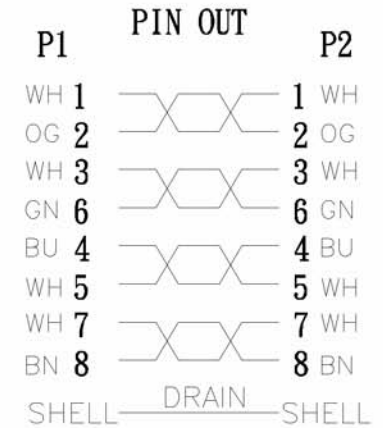 PIN OUT
P1 P2
WH 1 1 WH
OG 2 2 OG
WH 3 3 WH
GN 6 6 GN
BU 4 4 BU
WH 5 5 WH
WH 7 7 WH
BN 8 8 BN
SHELL DRAIN SHELL